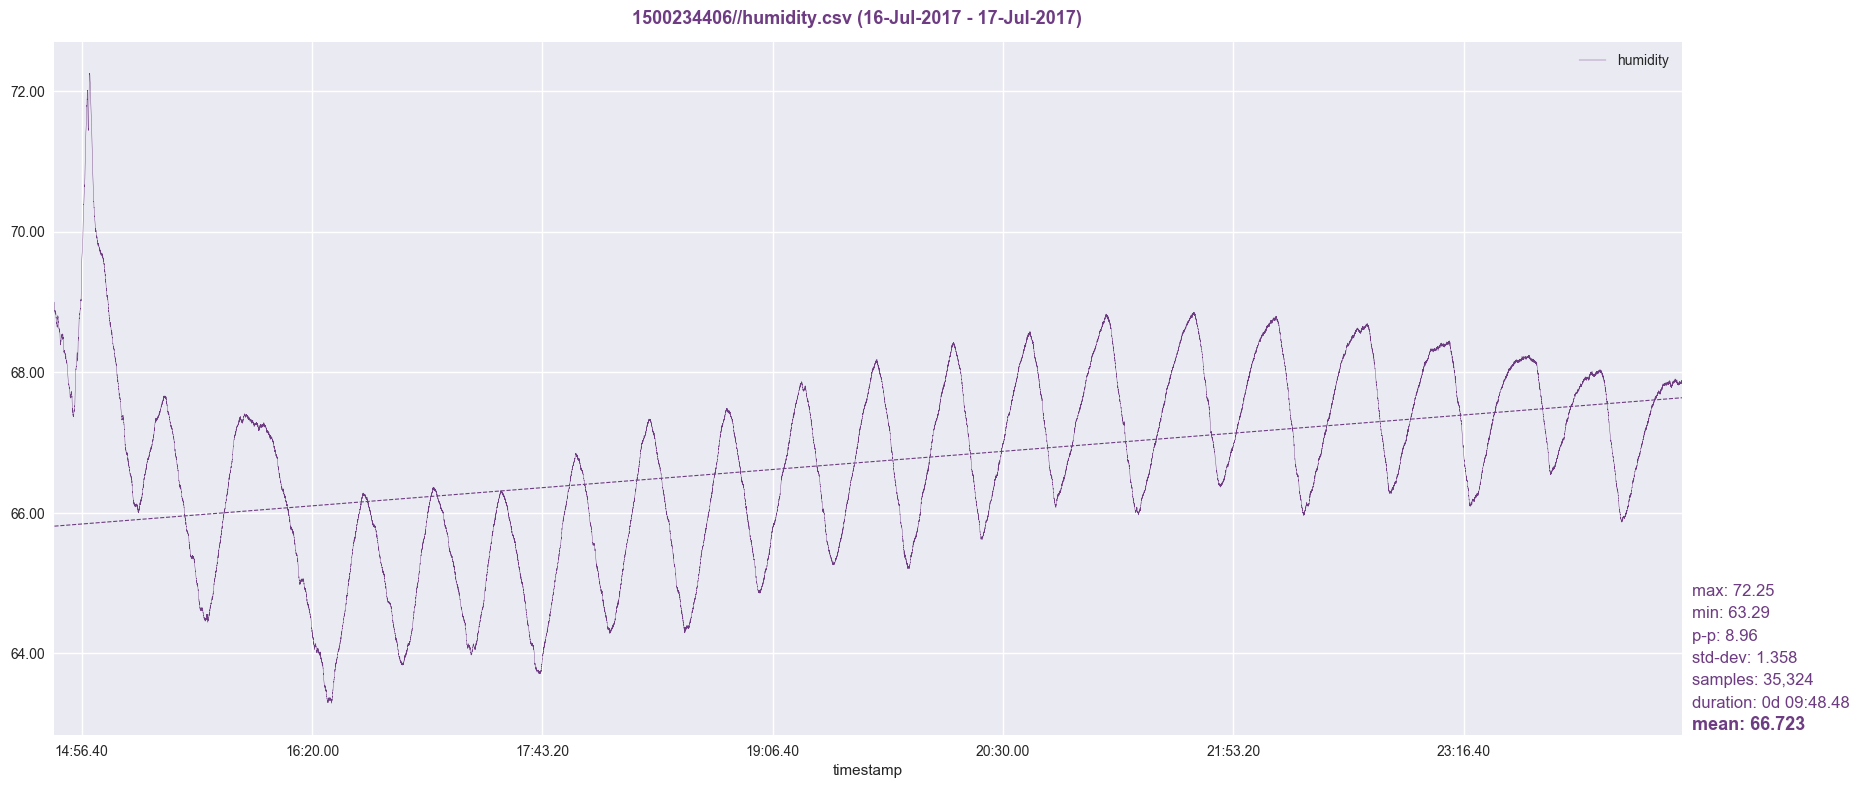 1500234406//humidity.csv (16-Jul-2017 - 17-Jul-2017)
humidity
72.00
70.00
68.00
66.00
64.00
max: 72.25
min: 63.29
p-p: 8.96
std-dev: 1.358
samples: 35,324
duration: 0d 09:48.48
mean: 66.723
14:56.40 16:20.00 17:43.20 19:06.40 20:30.00 21:53.20 23:16.40
timestamp